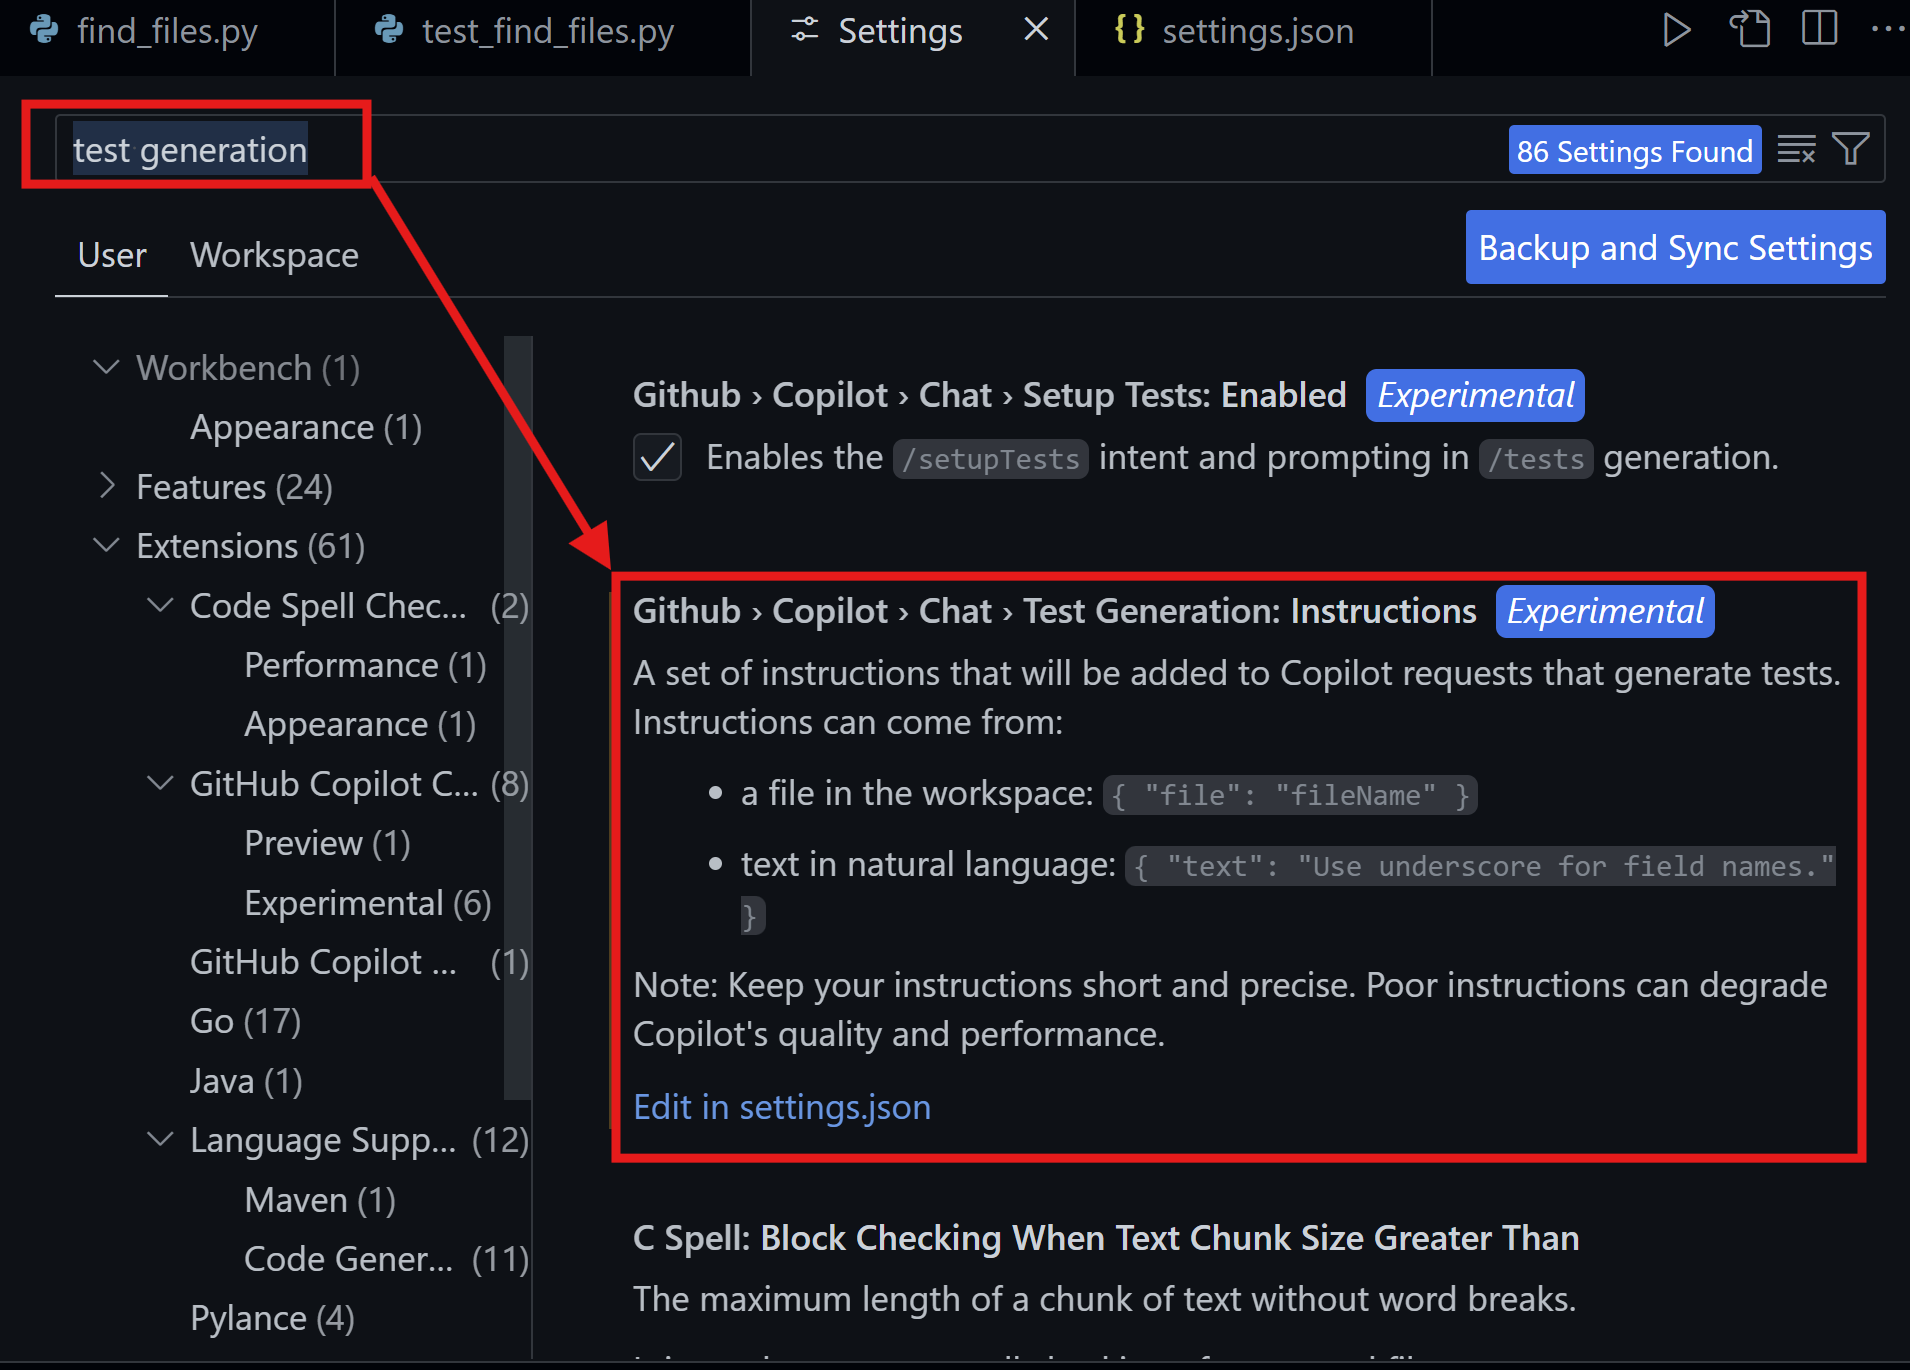 find_files.py
test_find_files.py
Settings
{} settings.json
test generation
86 Settings Found
User
Workspace
Backup and Sync Settings
Workbench (1)
Appearance (1)
Features (24)
Extensions (61)
Code Spell Chec... (2)
Performance (1)
Appearance (1)
GitHub Copilot C... (8)
Preview (1)
Experimental (6)
GitHub Copilot ... (1)
Go (17)
Java (1)
Language Supp... (12)
Maven (1)
Code Gener... (11)
Pylance (4)
Github › Copilot › Chat › Setup Tests: Enabled Experimental
Enables the /setupTests intent and prompting in /tests generation.
Github › Copilot › Chat › Test Generation: Instructions Experimental
A set of instructions that will be added to Copilot requests that generate tests.
Instructions can come from:
• a file in the workspace: { "file": "fileName" }
• text in natural language: { "text": "Use underscore for field names."
}
Note: Keep your instructions short and precise. Poor instructions can degrade
Copilot's quality and performance.
Edit in settings.json
C Spell: Block Checking When Text Chunk Size Greater Than
The maximum length of a chunk of text without word breaks.